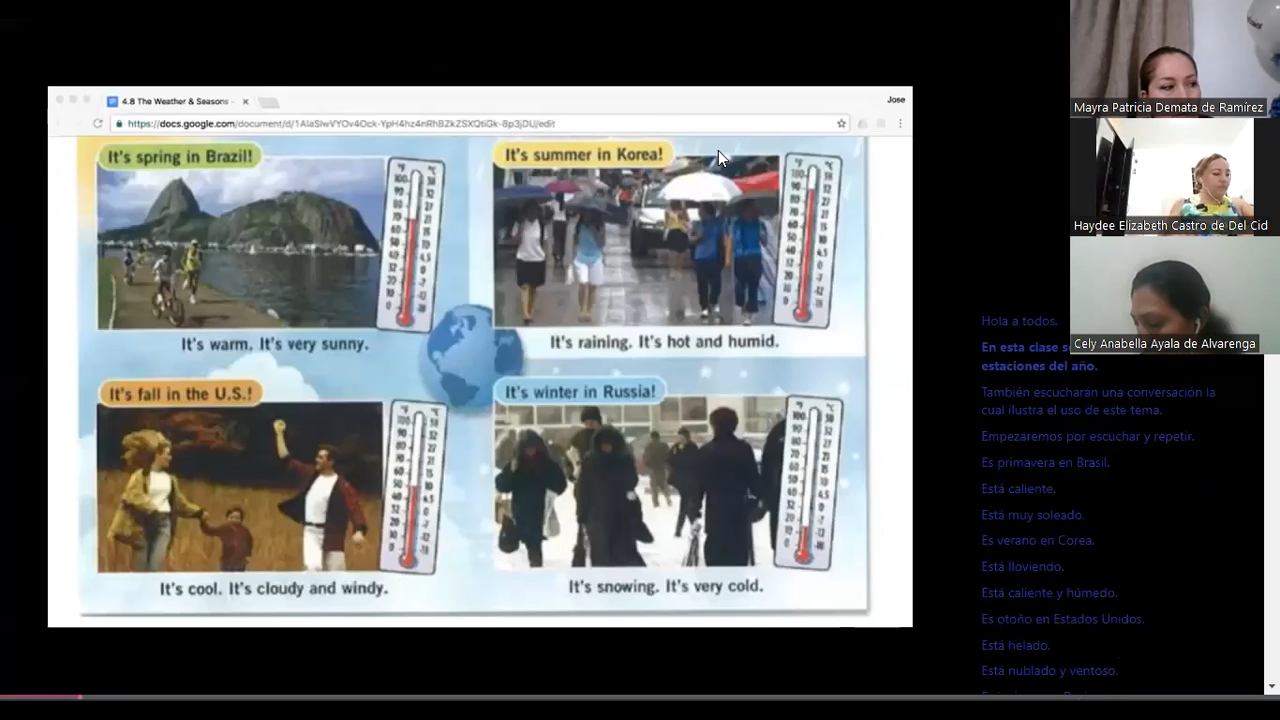 4.8 The Weather & Seasons -
Jose
It's spring in Brazil!
It's summer in Korea!
It's warm. It's very sunny.
It's raining. It's hot and humid.
It's fall in the U.S.!
It's winter in Russia!
It's cool. It's cloudy and windy.
It's snowing. It's very cold.
Mayra Patricia Demata de Ramírez
Haydee Elizabeth Castro de Del Cid
Cely Anabella Ayala de Alvarenga
Hola a todos.
En esta clase
estaciones del año.
También escucharán una conversación la
cual ilustra el uso de este tema.
Empezaremos por escuchar y repetir.
Es primavera en Brasil.
Está caliente.
Está muy soleado.
Es verano en Corea.
Está lloviendo.
Está caliente y húmedo.
Es otoño en Estados Unidos.
Está helado.
Está nublado y ventoso.